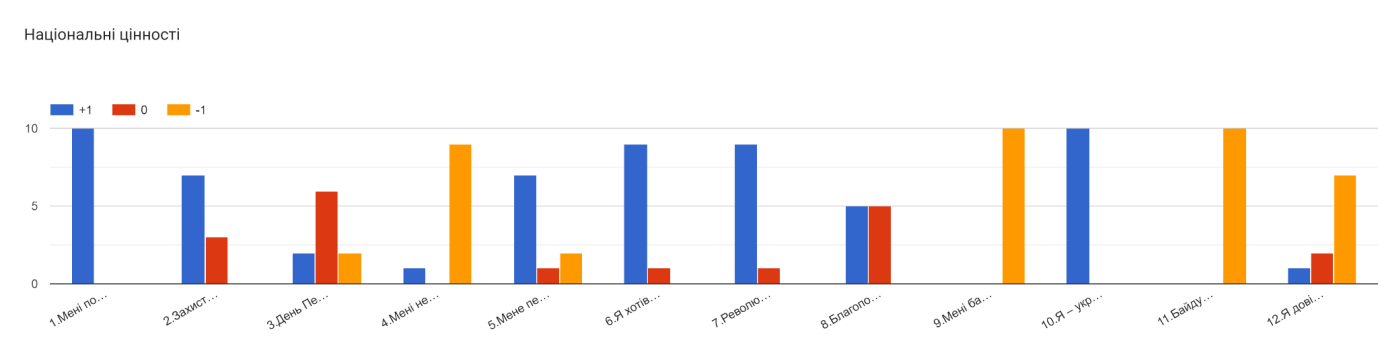 Національні цінності
+1 0 -1
10
5
0
1.Мені по…
2.Захист…
3.День Пе…
4.Мені не…
5.Мене пе…
6.Я хотів…
7.Револю…
8.Благопо…
9.Мені ба…
10.Я – укр…
11.Байду…
12.Я дові…